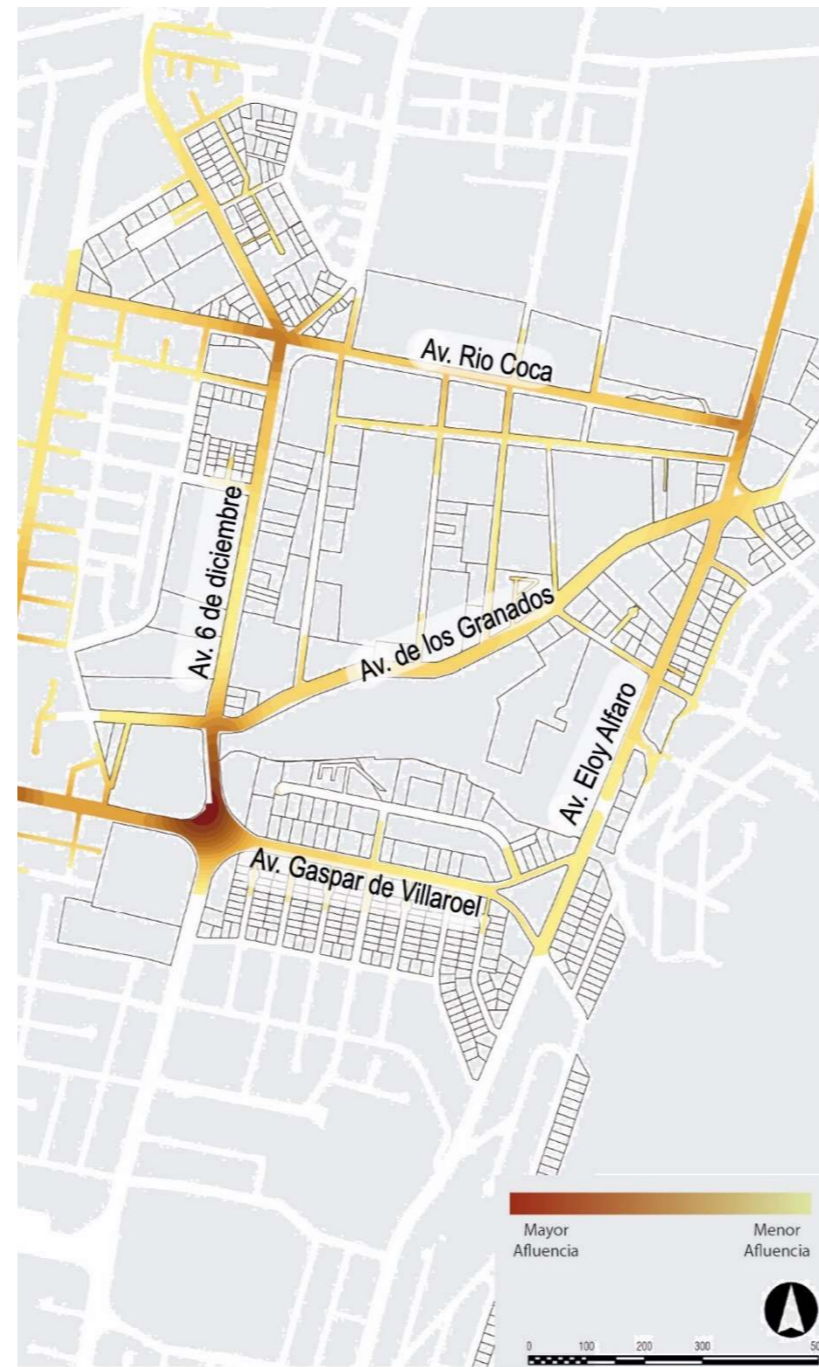 Av. Rio Coca
Av. 6 de diciembre
Av. de los Granados
Av. Eloy Alfaro
Av. Gaspar de Villaroel
Mayor
Afluencia
Menor
Afluencia
0 100 200 300